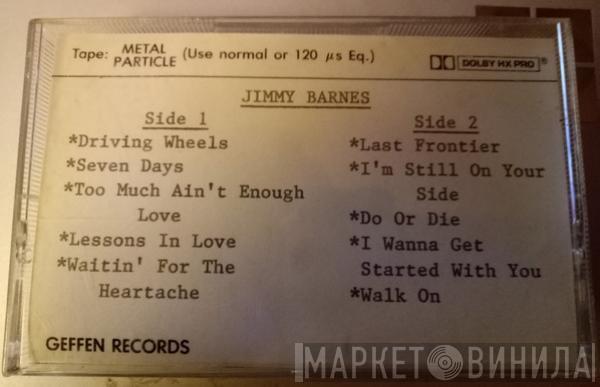 Tape: METAL PARTICLE (Use normal or 120 µs Eq.)
DOLBY HX PRO
JIMMY BARNES
Side 1
*Driving Wheels
*Seven Days
*Too Much Ain't Enough
Love
*Lessons In Love
*Waitin' For The
Heartache
Side 2
*Last Frontier
*I'm Still On Your
Side
*Do Or Die
*I Wanna Get
Started With You
*Walk On
GEFFEN RECORDS
МАРКЕТ ВИНИЛА